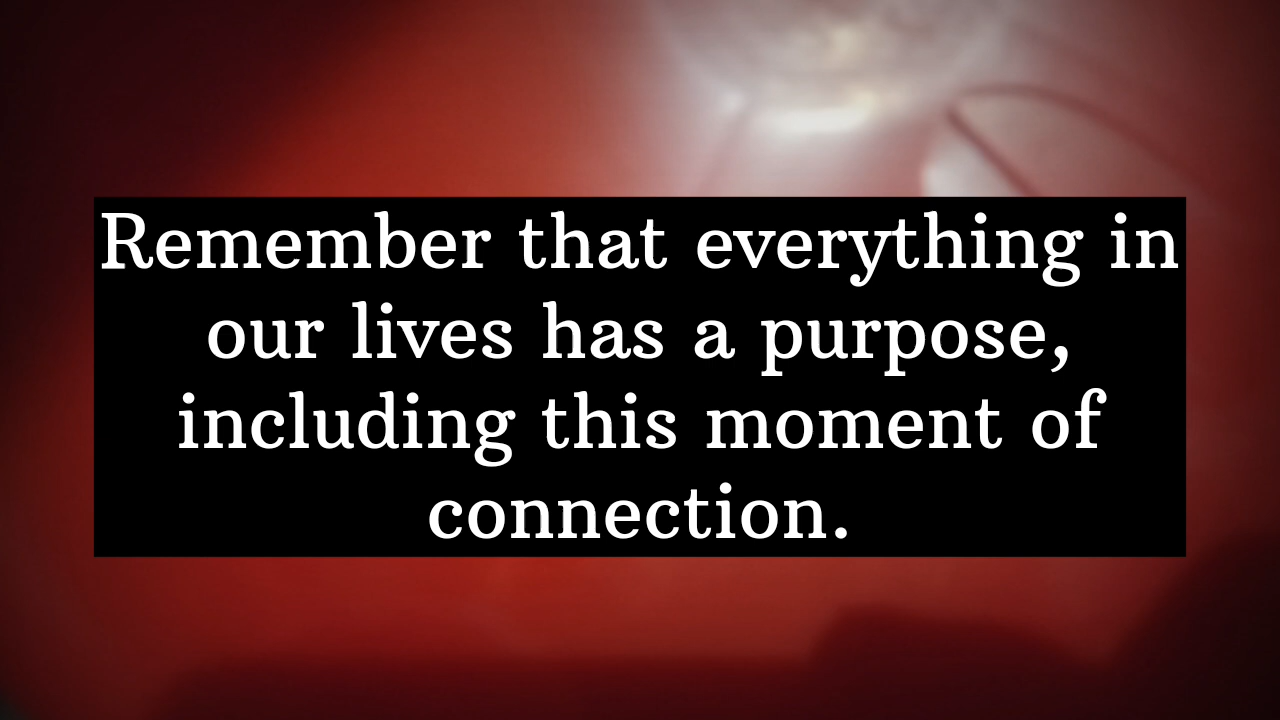 Remember that everything in
our lives has a purpose,
including this moment of
connection.